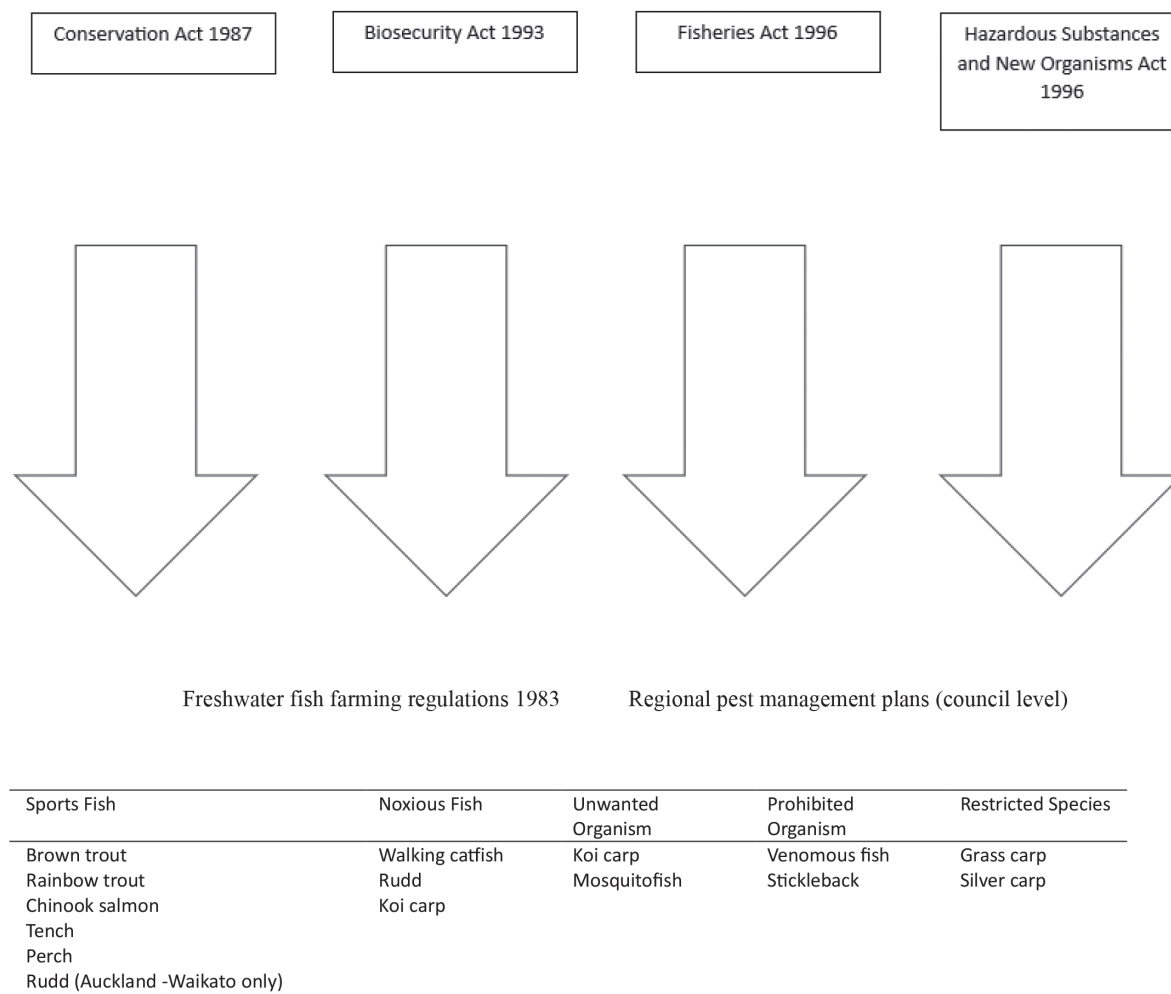 Conservation Act 1987
Biosecurity Act 1993
Fisheries Act 1996
Hazardous Substances
and New Organisms Act
1996
Freshwater fish farming regulations 1983
Regional pest management plans (council level)
Sports Fish
Noxious Fish
Unwanted
Organism
Prohibited
Organism
Restricted Species
Brown trout
Walking catfish
Koi carp
Venomous fish
Grass carp
Rainbow trout
Rudd
Mosquitofish
Stickleback
Silver carp
Chinook salmon
Koi carp
Tench
Perch
Rudd (Auckland -Waikato only)